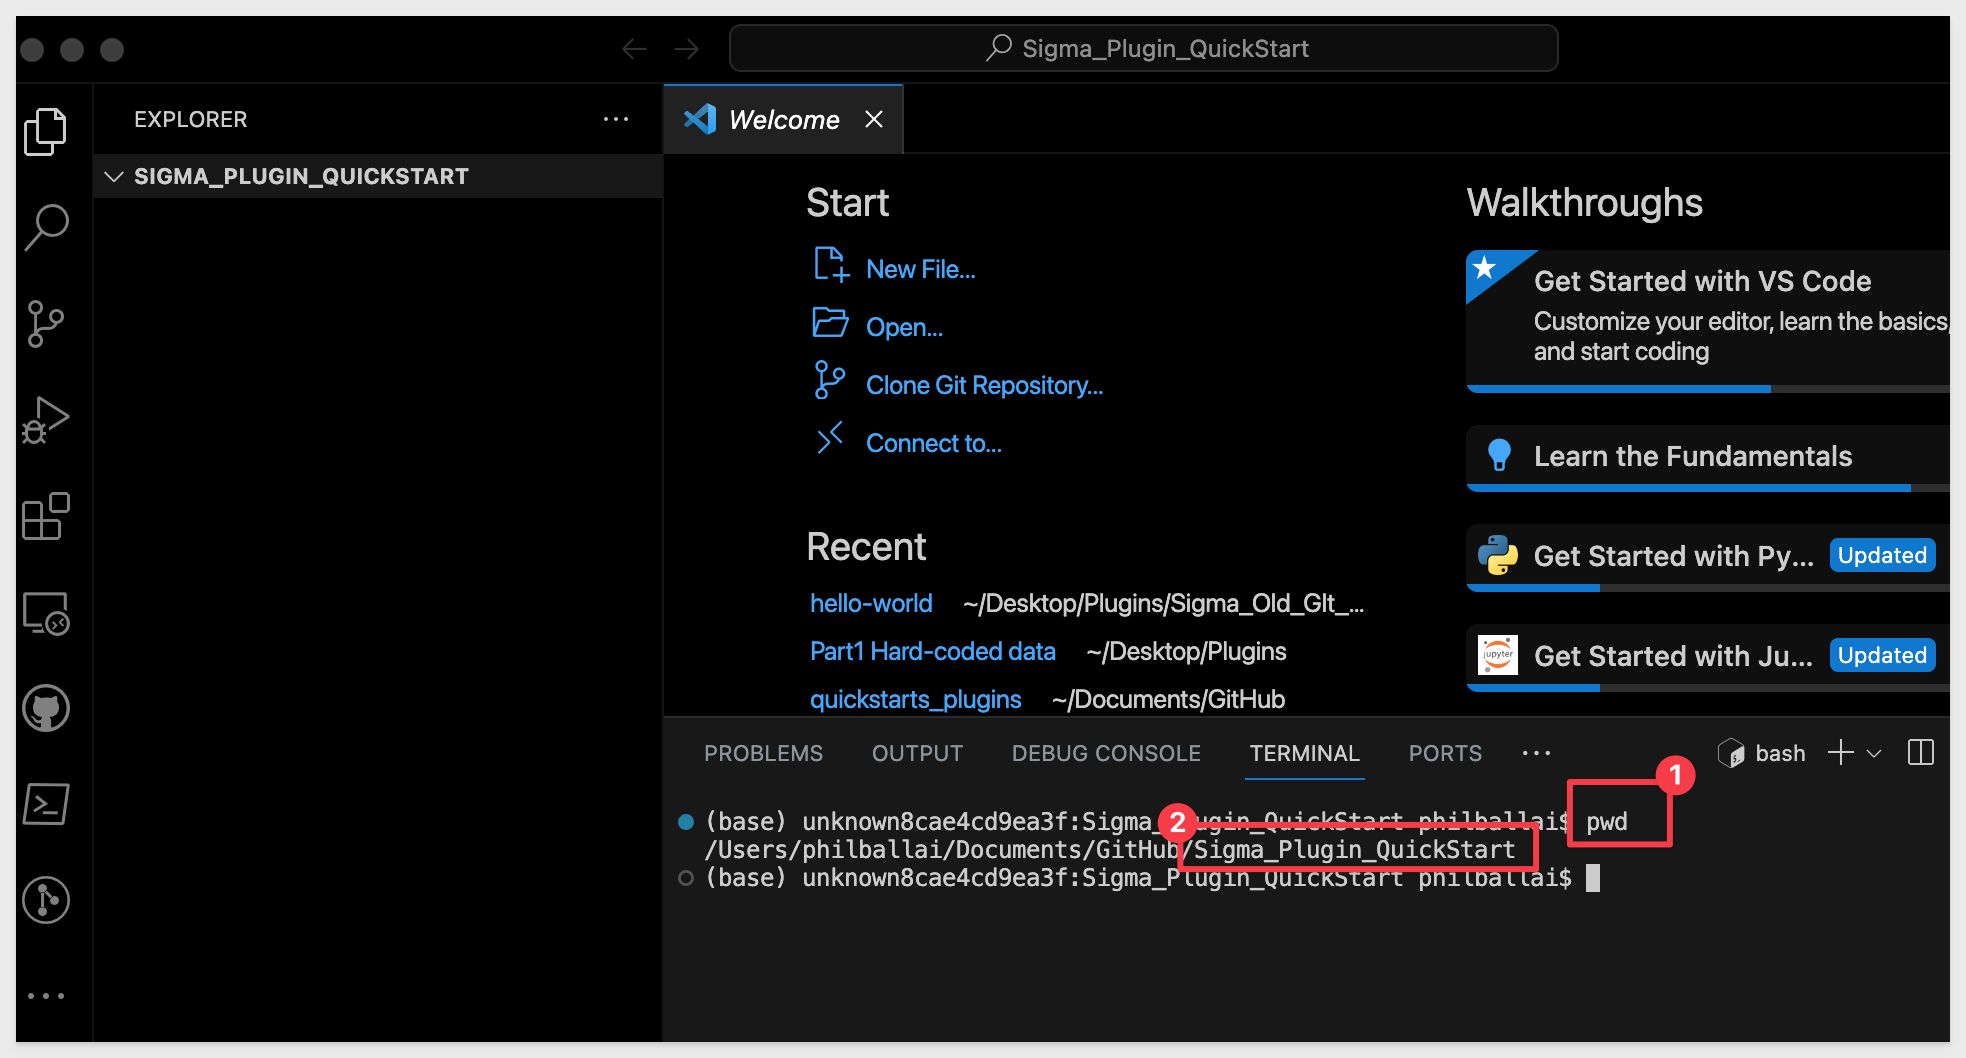 Sigma_Plugin_QuickStart
EXPLORER
SIGMA_PLUGIN_QUICKSTART
Welcome
Start
New File...
Open...
Clone Git Repository...
Connect to...
Recent
hello-world ~/Desktop/Plugins/Sigma_Old_GIt_...
Part1 Hard-coded data ~/Desktop/Plugins
quickstarts_plugins ~/Documents/GitHub
Walkthroughs
Get Started with VS Code
Customize your editor, learn the basics,
and start coding
Learn the Fundamentals
Get Started with Py... Updated
jupyter
Get Started with Ju... Updated
PROBLEMS OUTPUT DEBUG CONSOLE TERMINAL PORTS ... bash
1
2
(base) unknown8cae4cd9ea3f:Sigma_Plugin_QuickStart philballai$ pwd
/Users/philballai/Documents/GitHub/Sigma_Plugin_QuickStart
(base) unknown8cae4cd9ea3f:Sigma_Plugin_QuickStart philballai$